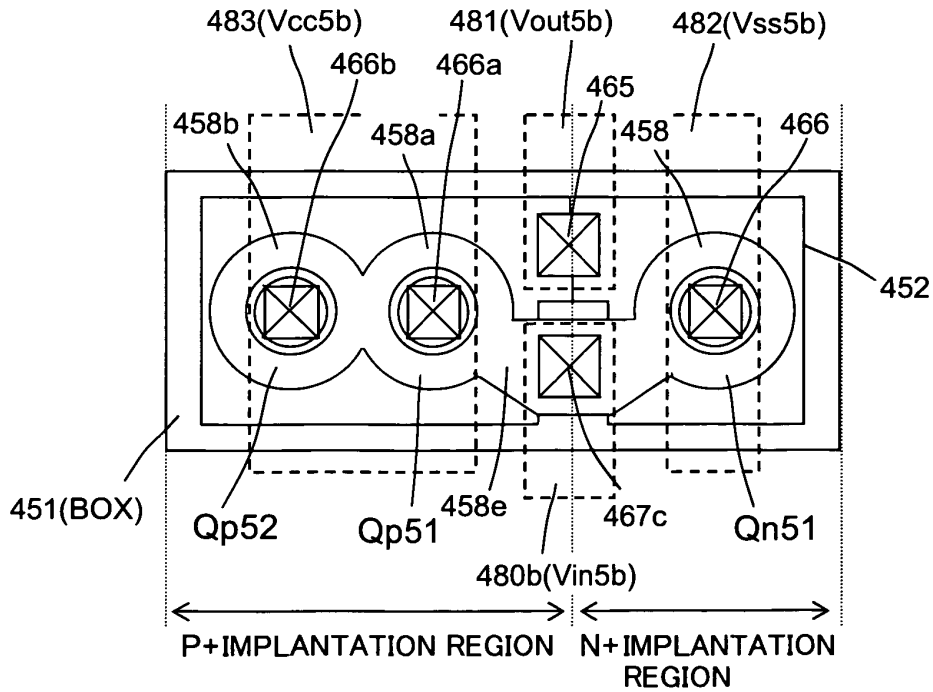 483(Vcc5b)
481(Vout5b)
482(Vss5b)
466b
466a
465
458b
458a
458
466
452
451(BOX)
Qp52
Qp51
458e
467c
Qn51
480b(Vin5b)
P+IMPLANTATION REGION
N+IMPLANTATION
REGION